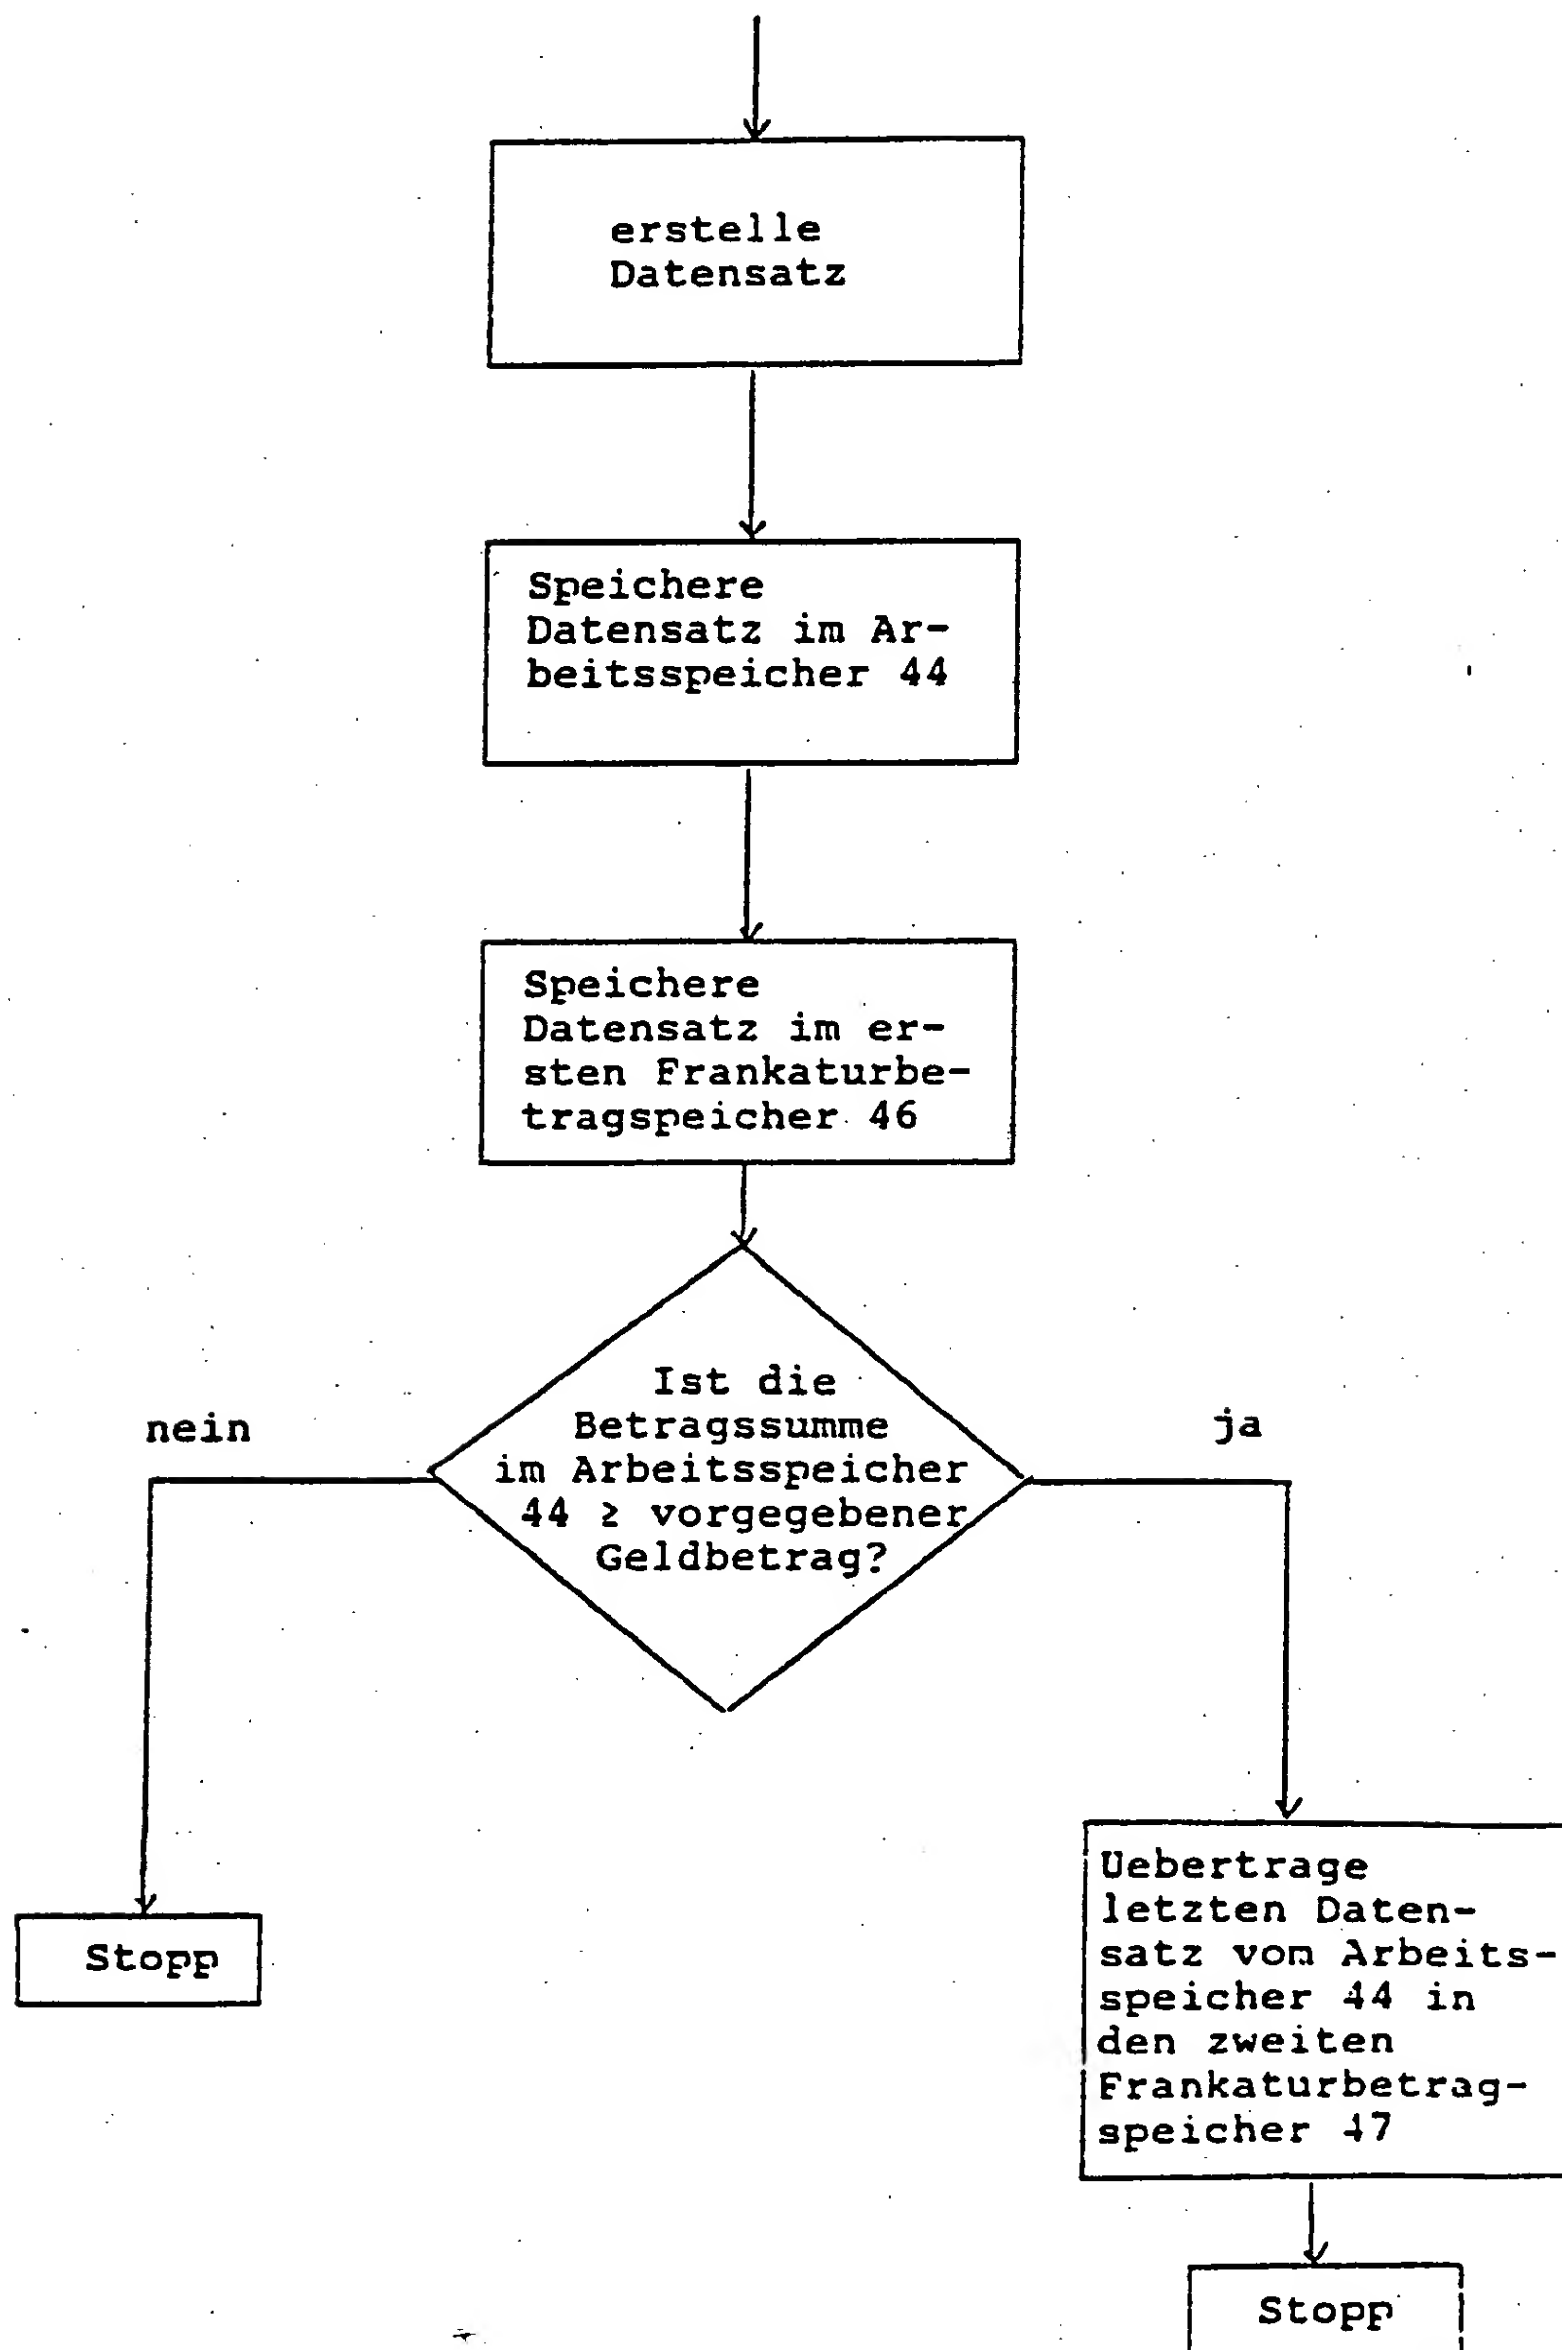 erstelle
Datensatz
Speichere
Datensatz im Ar-
beitsspeicher 44
Speichere
Datensatz im er-
sten Frankaturbe-
tragspeicher 46
Ist die
Betragssumme
im Arbeitsspeicher
44 ≥ vorgegebener
Geldbetrag?
nein
ja
Stopp
Uebertrage
letzten Daten-
satz vom Arbeits-
speicher 44 in
den zweiten
Frankaturbetrag-
speicher 47
Stopp